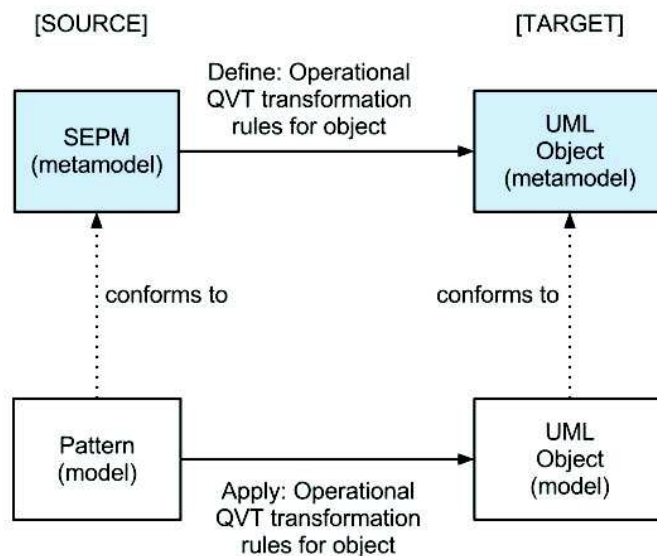 [SOURCE]
[TARGET]
Define: Operational
QVT transformation
rules for object
SEPM
(metamodel)
UML
Object
(metamodel)
conforms to
conforms to
Pattern
(model)
UML
Object
(model)
Apply: Operational
QVT transformation
rules for object